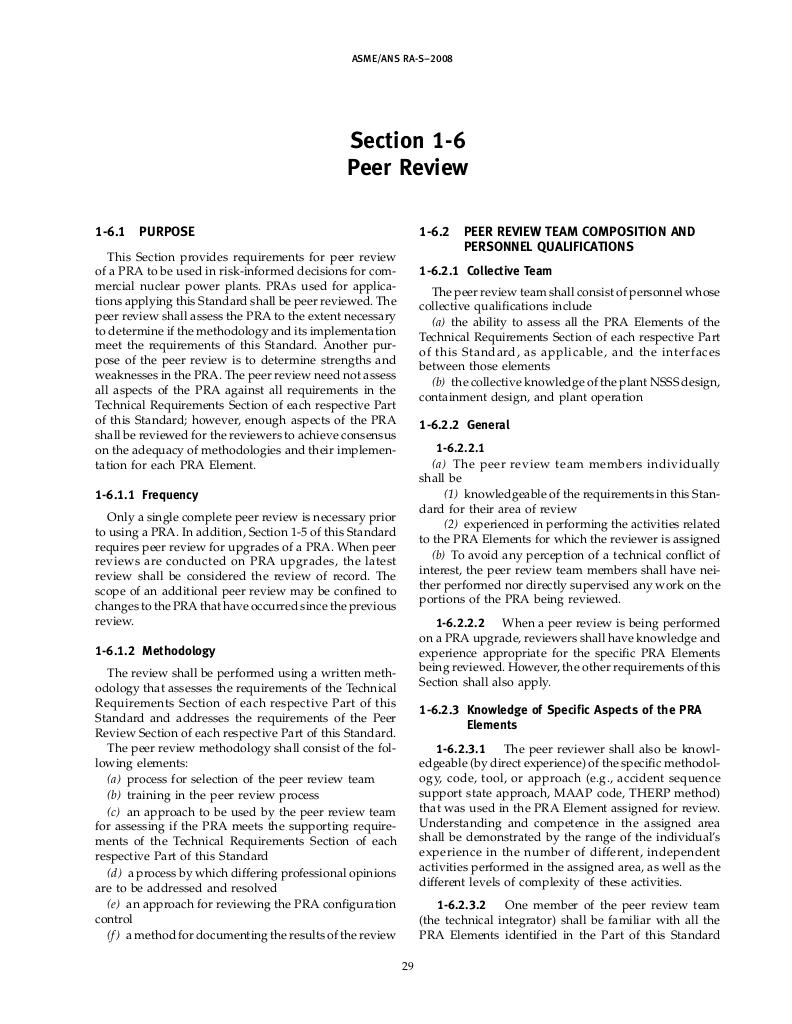 ASME/ANS RA-S–2008
Section 1-6
Peer Review
1-6.1 PURPOSE
This Section provides requirements for peer review
of a PRA to be used in risk-informed decisions for com-
mercial nuclear power plants. PRAs used for applica-
tions applying this Standard shall be peer reviewed. The
peer review shall assess the PRA to the extent necessary
to determine if the methodology and its implementation
meet the requirements of this Standard. Another pur-
pose of the peer review is to determine strengths and
weaknesses in the PRA. The peer review need not assess
all aspects of the PRA against all requirements in the
Technical Requirements Section of each respective Part
of this Standard; however, enough aspects of the PRA
shall be reviewed for the reviewers to achieve consensus
on the adequacy of methodologies and their implemen-
tation for each PRA Element.
1-6.1.1 Frequency
Only a single complete peer review is necessary prior
to using a PRA. In addition, Section 1-5 of this Standard
requires peer review for upgrades of a PRA. When peer
reviews are conducted on PRA upgrades, the latest
review shall be considered the review of record. The
scope of an additional peer review may be confined to
changes to the PRA that have occurred since the previous
review.
1-6.1.2 Methodology
The review shall be performed using a written meth-
odology that assesses the requirements of the Technical
Requirements Section of each respective Part of this
Standard and addresses the requirements of the Peer
Review Section of each respective Part of this Standard.
The peer review methodology shall consist of the fol-
lowing elements:
(a) process for selection of the peer review team
(b) training in the peer review process
(c) an approach to be used by the peer review team
for assessing if the PRA meets the supporting require-
ments of the Technical Requirements Section of each
respective Part of this Standard
(d) a process by which differing professional opinions
are to be addressed and resolved
(e) an approach for reviewing the PRA configuration
control
(f) a method for documenting the results of the review
1-6.2 PEER REVIEW TEAM COMPOSITION AND
PERSONNEL QUALIFICATIONS
1-6.2.1 Collective Team
The peer review team shall consist of personnel whose
collective qualifications include
(a) the ability to assess all the PRA Elements of the
Technical Requirements Section of each respective Part
of this Standard, as applicable, and the interfaces
between those elements
(b) the collective knowledge of the plant NSSS design,
containment design, and plant operation
1-6.2.2 General
1-6.2.2.1
(a) The peer review team members individually
shall be
(1) knowledgeable of the requirements in this Stan-
dard for their area of review
(2) experienced in performing the activities related
to the PRA Elements for which the reviewer is assigned
(b) To avoid any perception of a technical conflict of
interest, the peer review team members shall have nei-
ther performed nor directly supervised any work on the
portions of the PRA being reviewed.
1-6.2.2.2 When a peer review is being performed
on a PRA upgrade, reviewers shall have knowledge and
experience appropriate for the specific PRA Elements
being reviewed. However, the other requirements of this
Section shall also apply.
1-6.2.3 Knowledge of Specific Aspects of the PRA
Elements
1-6.2.3.1 The peer reviewer shall also be knowl-
edgeable (by direct experience) of the specific methodol-
ogy, code, tool, or approach (e.g., accident sequence
support state approach, MAAP code, THERP method)
that was used in the PRA Element assigned for review.
Understanding and competence in the assigned area
shall be demonstrated by the range of the individual's
experience in the number of different, independent
activities performed in the assigned area, as well as the
different levels of complexity of these activities.
1-6.2.3.2 One member of the peer review team
(the technical integrator) shall be familiar with all the
PRA Elements identified in the Part of this Standard
29